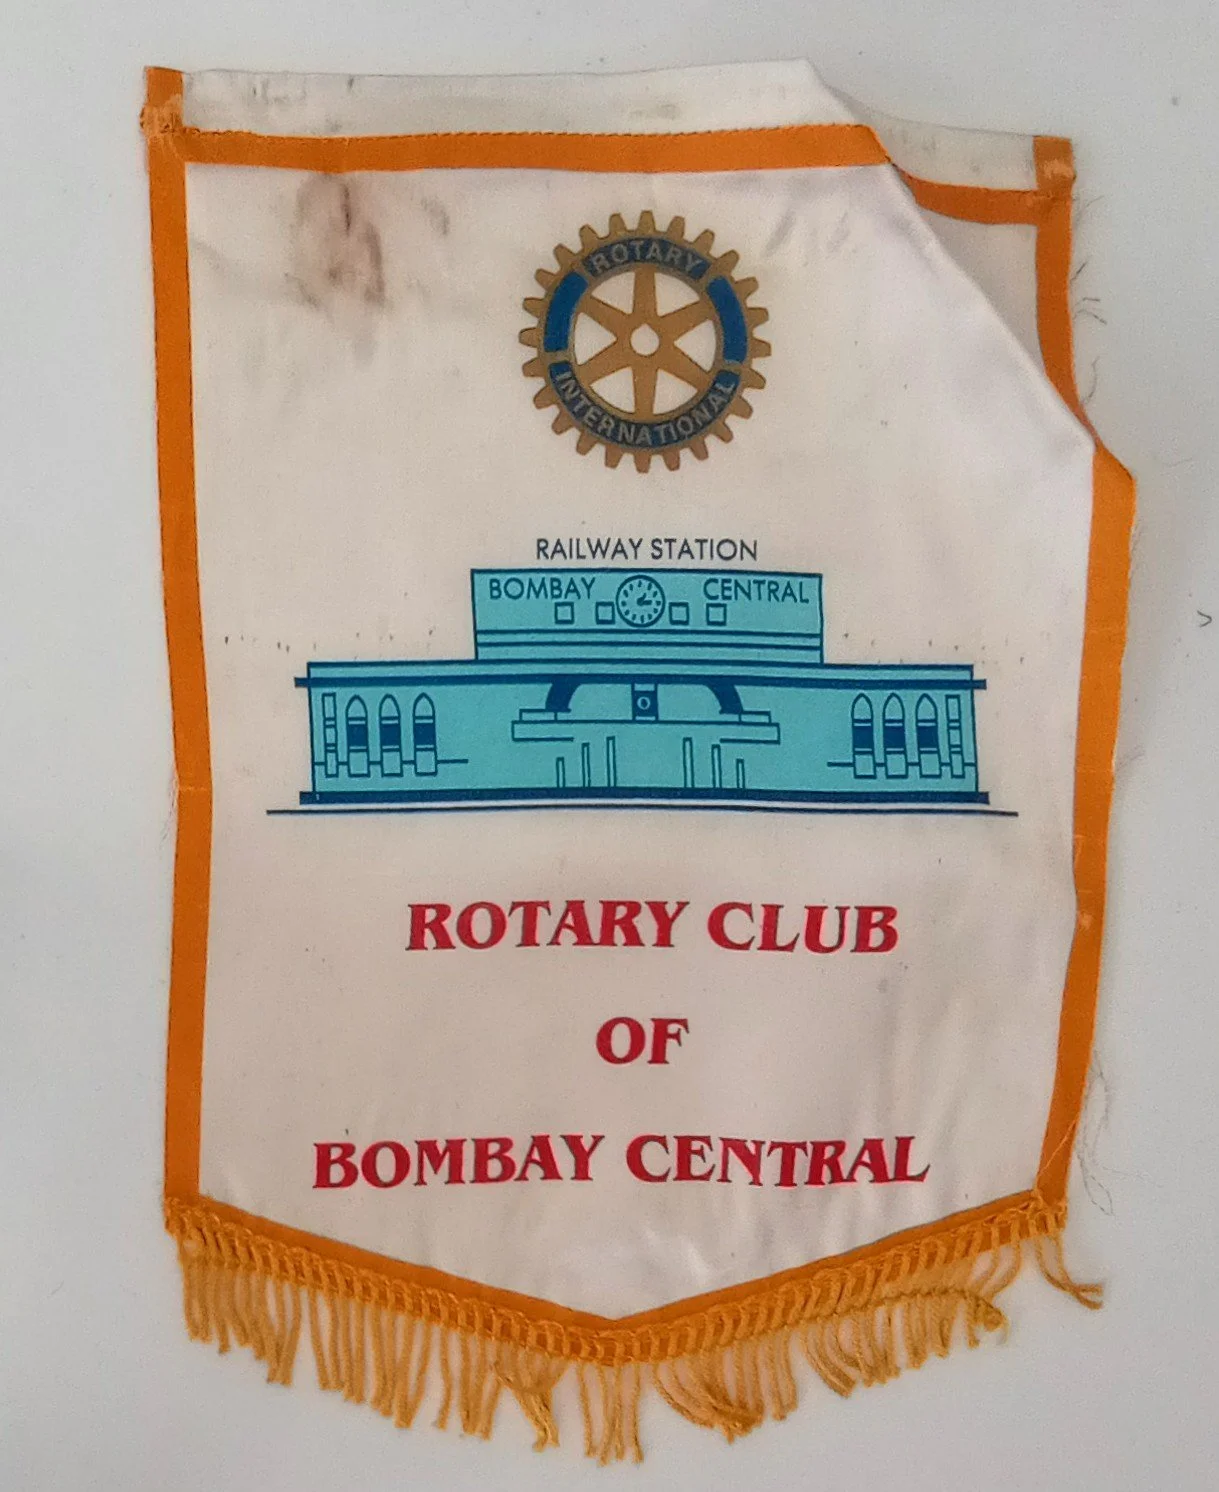 ROTARY
INTERNATIONAL
RAILWAY STATION
BOMBAY CENTRAL
ROTARY CLUB
OF
BOMBAY CENTRAL